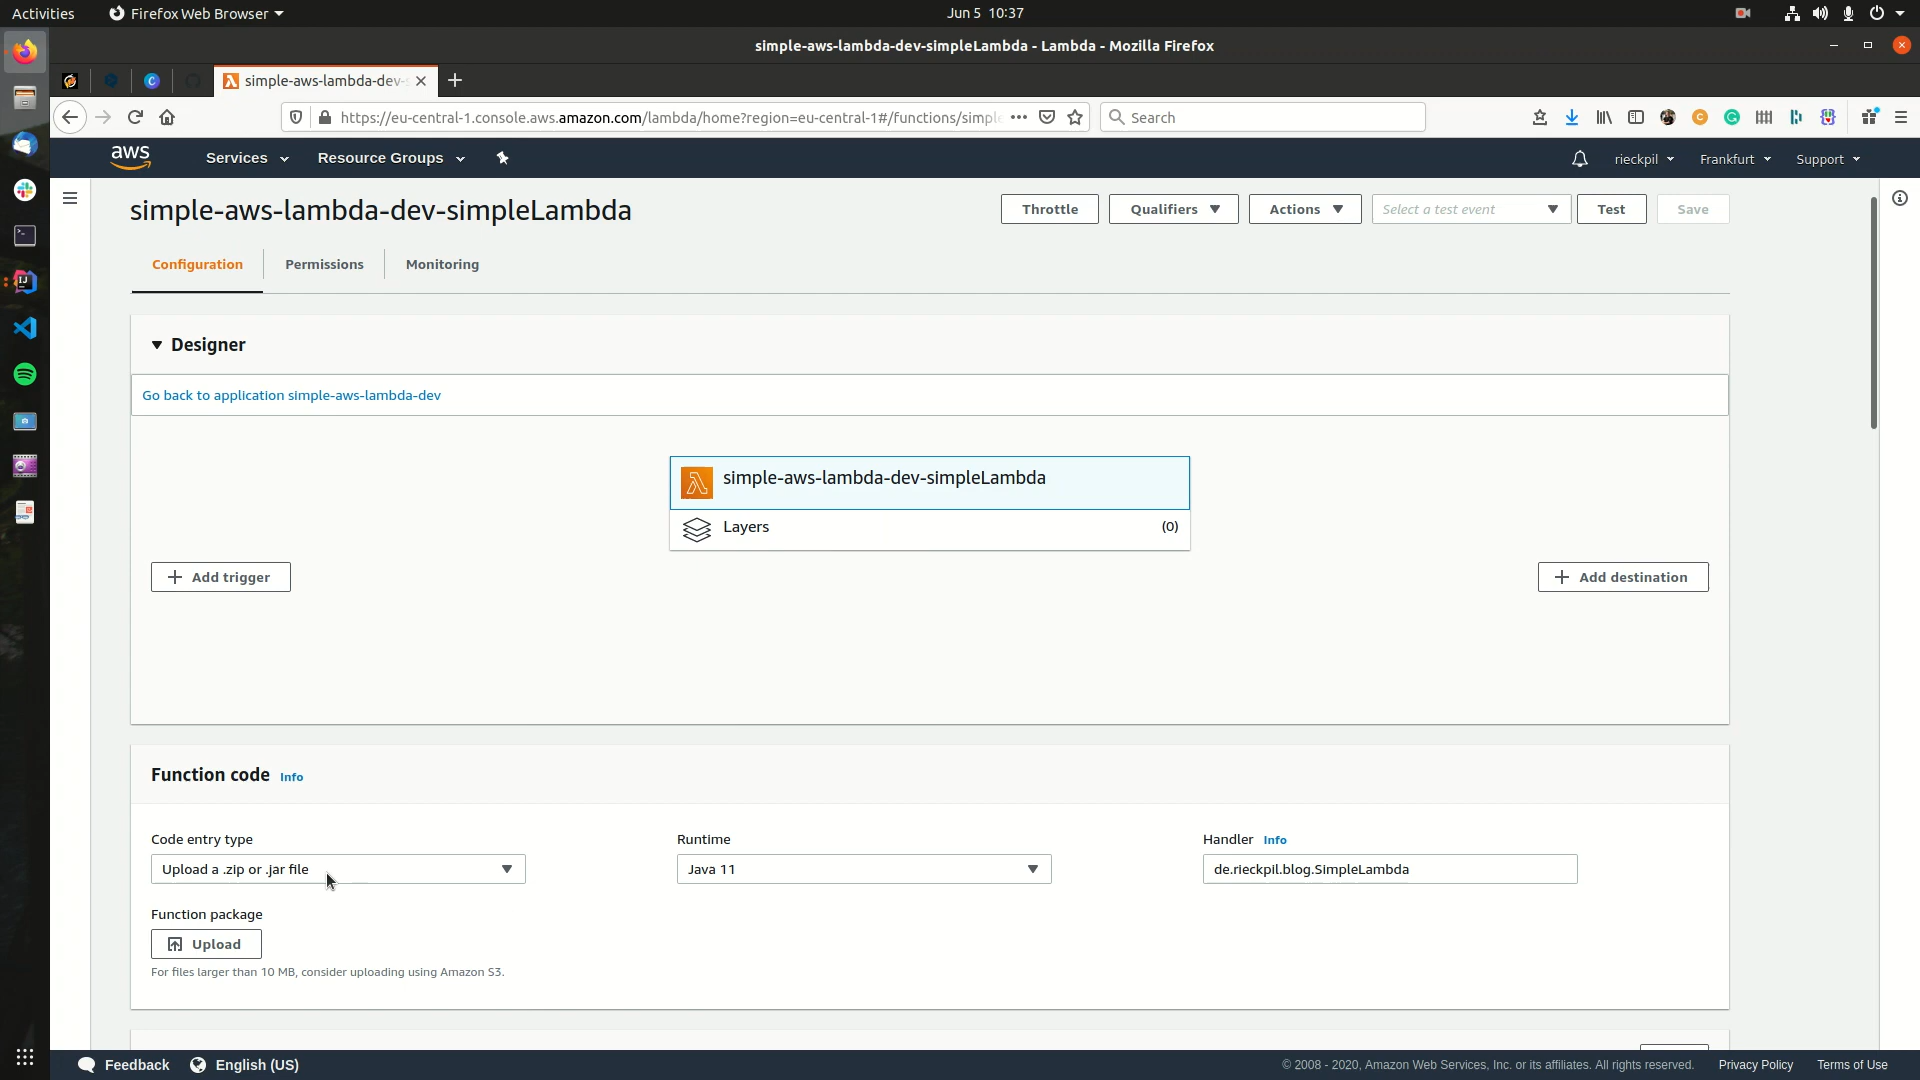 Activities
Firefox Web Browser
Jun 5 10:37
simple-aws-lambda-dev-simpleLambda - Lambda - Mozilla Firefox
simple-aws-lambda-dev-
https://eu-central-1.console.aws.amazon.com/lambda/home?region=eu-central-1#/functions/simple
Search
aws
Services
Resource Groups
rieckpil
Frankfurt
Support
simple-aws-lambda-dev-simpleLambda
Throttle
Qualifiers
Actions
Select a test event
Test
Save
Configuration
Permissions
Monitoring
Designer
Go back to application simple-aws-lambda-dev
simple-aws-lambda-dev-simpleLambda
Layers
(0)
Add trigger
Add destination
Function code Info
Code entry type
Runtime
Handler Info
Upload a .zip or .jar file
Java 11
de.rieckpil.blog.SimpleLambda
Function package
Upload
For files larger than 10 MB, consider uploading using Amazon S3.
Feedback
English (US)
© 2008 - 2020, Amazon Web Services, Inc. or its affiliates. All rights reserved.
Privacy Policy
Terms of Use